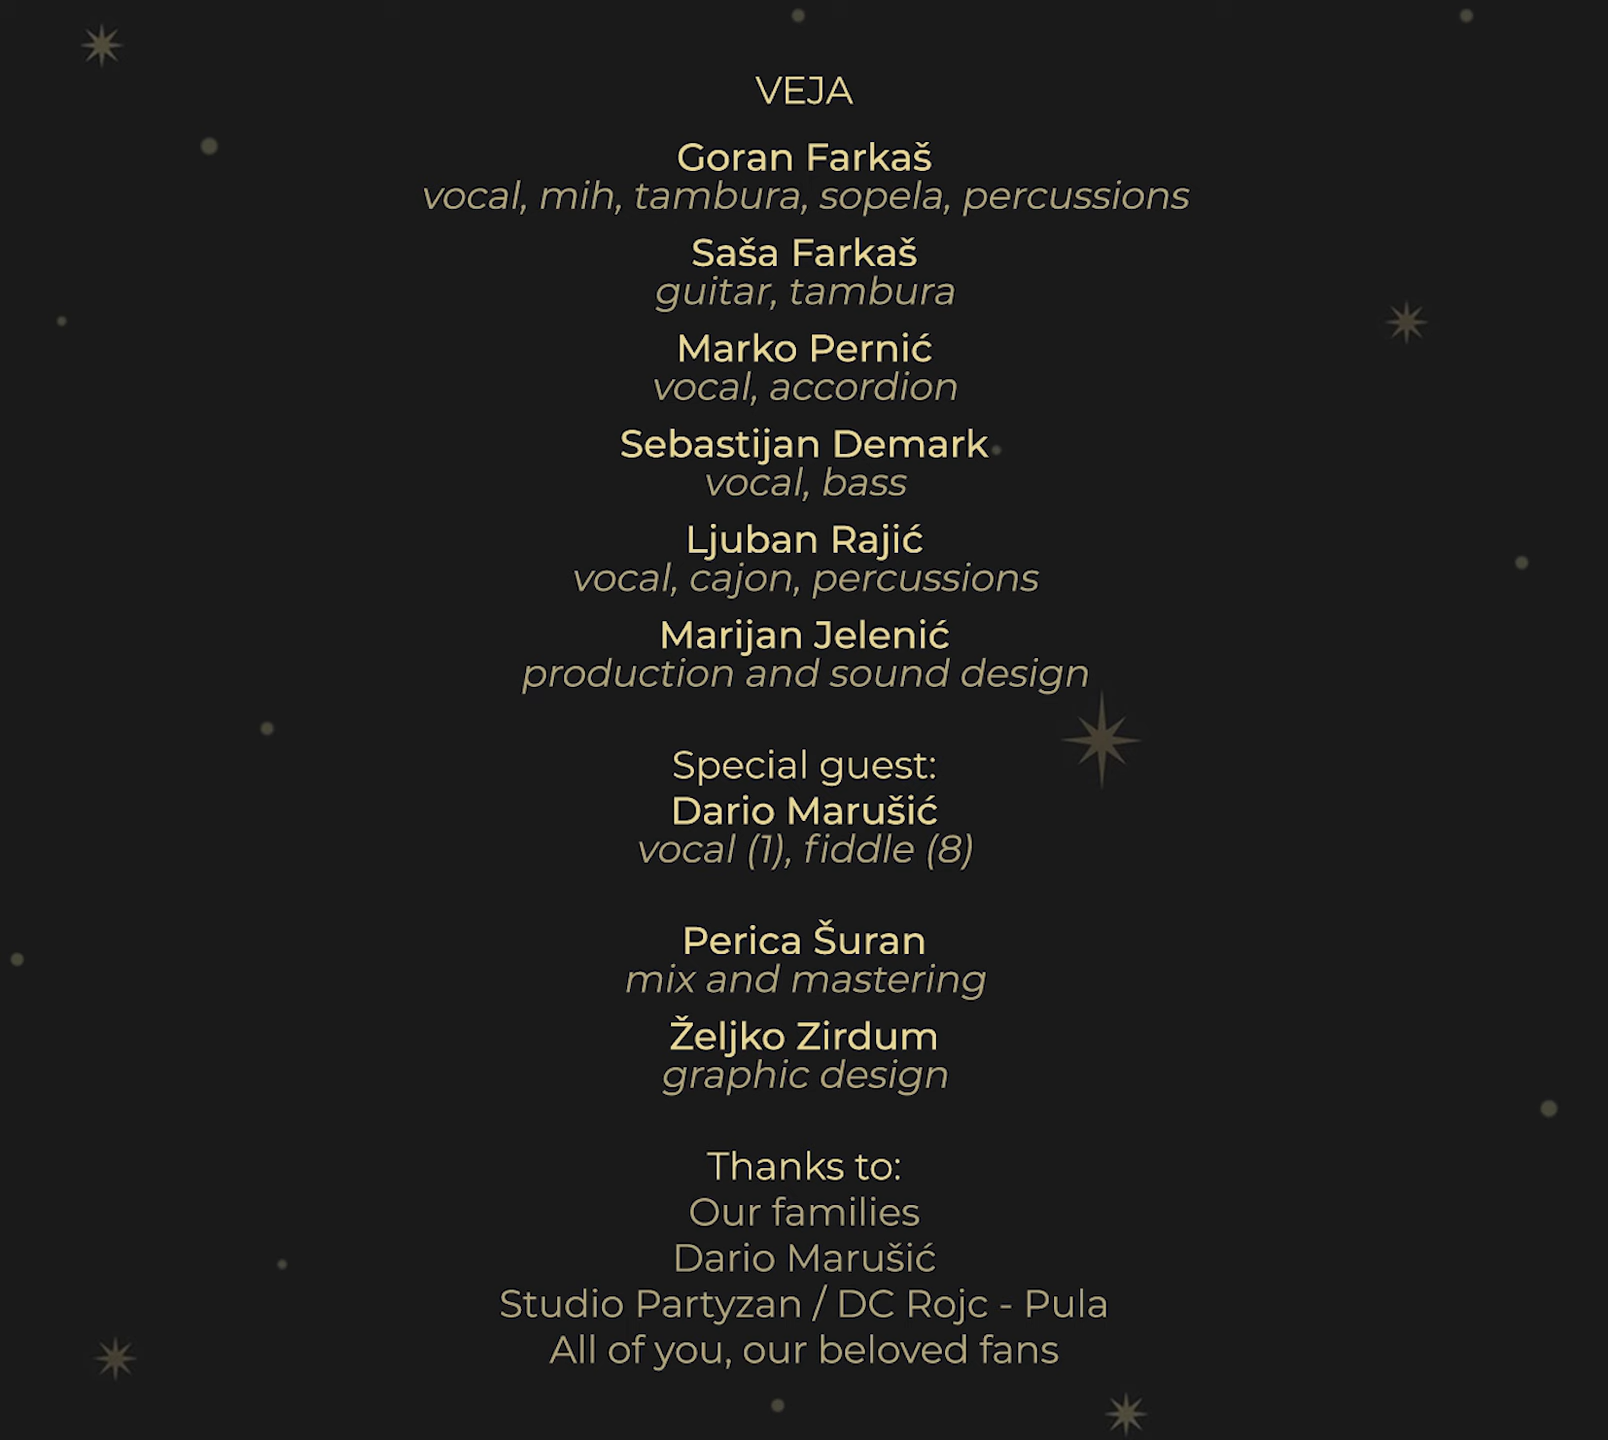 VEJA
Goran Farkaš
vocal, mih, tambura, sopela, percussions
Saša Farkaš
guitar, tambura
Marko Pernić
vocal, accordion
Sebastijan Demark
vocal, bass
Ljuban Rajić
vocal, cajon, percussions
Marijan Jelenić
production and sound design
Special guest:
Dario Marušić
vocal (1), fiddle (8)
Perica Šuran
mix and mastering
Željko Zirdum
graphic design
Thanks to:
Our families
Dario Marušić
Studio Partyzan / DC Rojc - Pula
All of you, our beloved fans